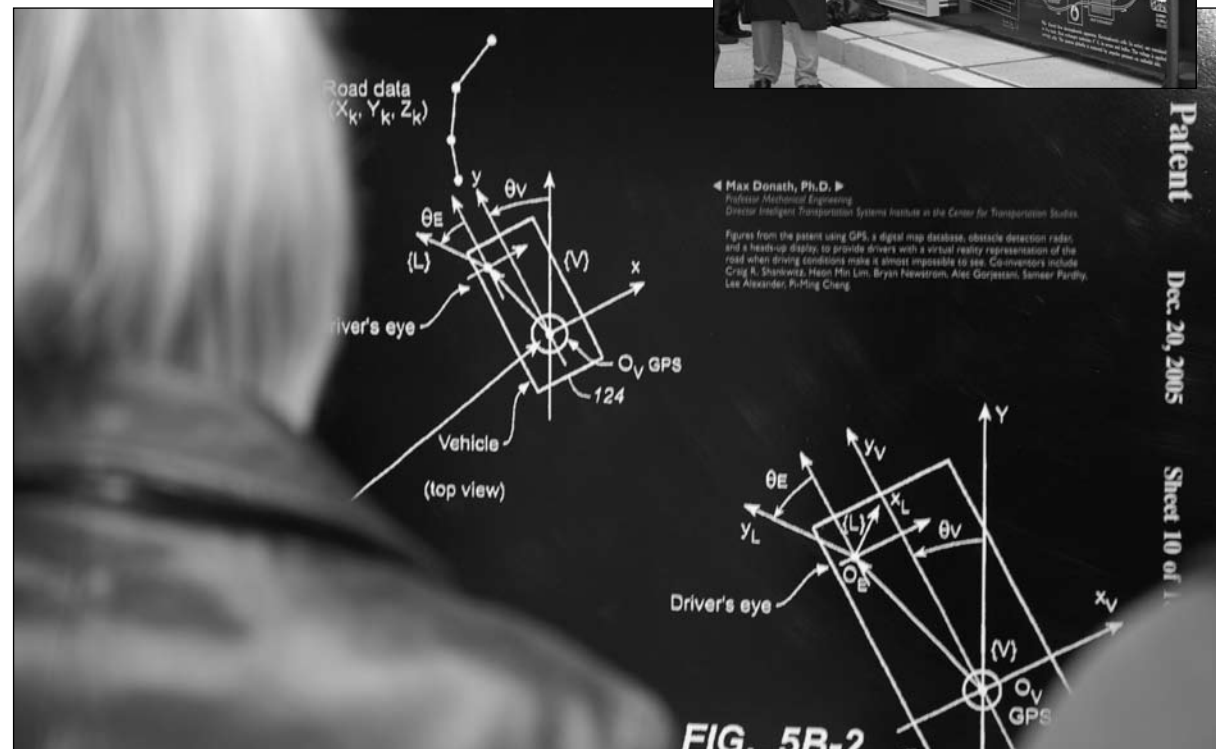 Road data
(Xk, Yk, Zk)
y
θV
θE
{L}
{V}
x
river's eye
OV GPS
124
Vehicle
(top view)
◀ Max Donath, Ph.D. ▶
Professor Mechanical Engineering
Director Intelligent Transportation Systems Institute in the Center for Transportation Studies
Figures from the patent using GPS, a digital map database, obstacle detection radar,
and a heads-up display, to provide drivers with a virtual reality representation of the
road when driving conditions make it almost impossible to see. Co-inventors include
Craig R. Shankwitz, Heon Min Lim, Bryan Newstrom, Alec Gorjestani, Sameer Pardhy,
Lee Alexander, Pi-Ming Cheng
Patent
Dec. 20, 2005
Sheet 10 of
Y
yV
θE
xL
{L}
yL
θV
OE
Driver's eye
xV
{V}
OV
GPS
FIG. 5B-2